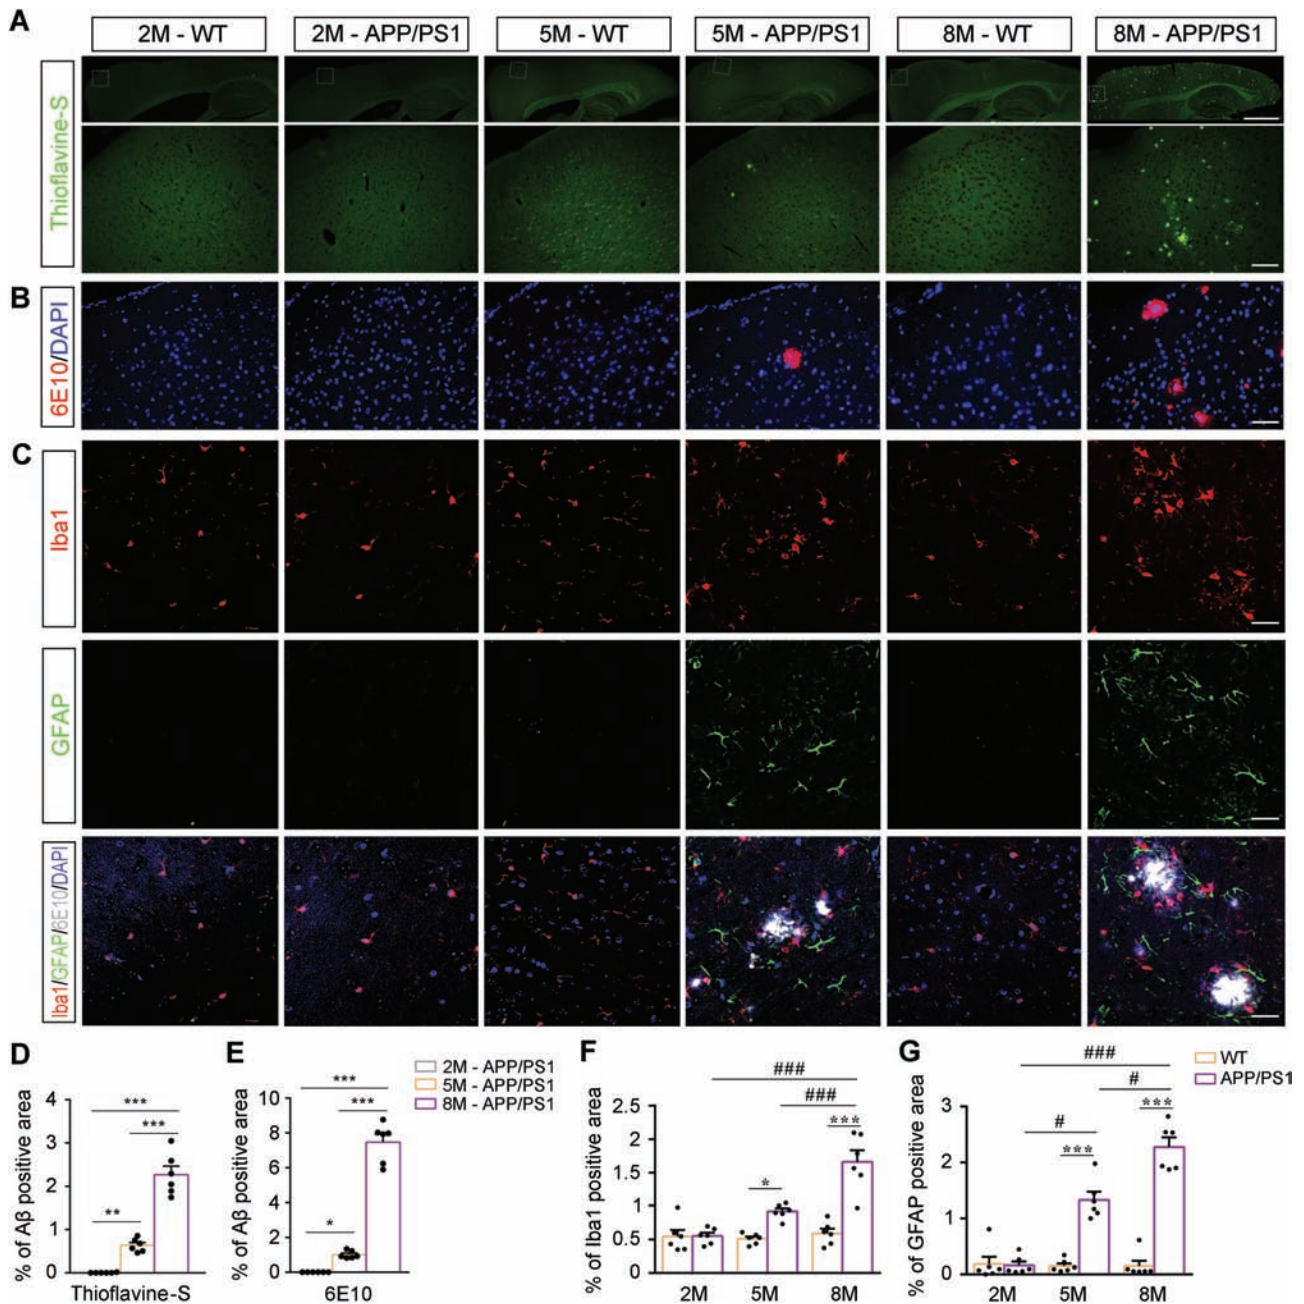 A
2M - WT
2M - APP/PS1
5M - WT
5M - APP/PS1
8M - WT
8M - APP/PS1
Thioflavine-S
B
6E10/DAPI
C
Iba1
GFAP
Iba1/GFAP/6E10/DAPI
D
% of Aβ positive area
4
3
2
1
0
***
***
**
Thioflavine-S
E
% of Aβ positive area
10
8
6
4
2
0
***
***
*
6E10
2M - APP/PS1
5M - APP/PS1
8M - APP/PS1
F
% of Iba1 positive area
2.5
2
1.5
1
0.5
0
###
###
***
*
2M
5M
8M
G
% of GFAP positive area
3
2
1
0
###
#
#
***
***
2M
5M
8M
WT
APP/PS1